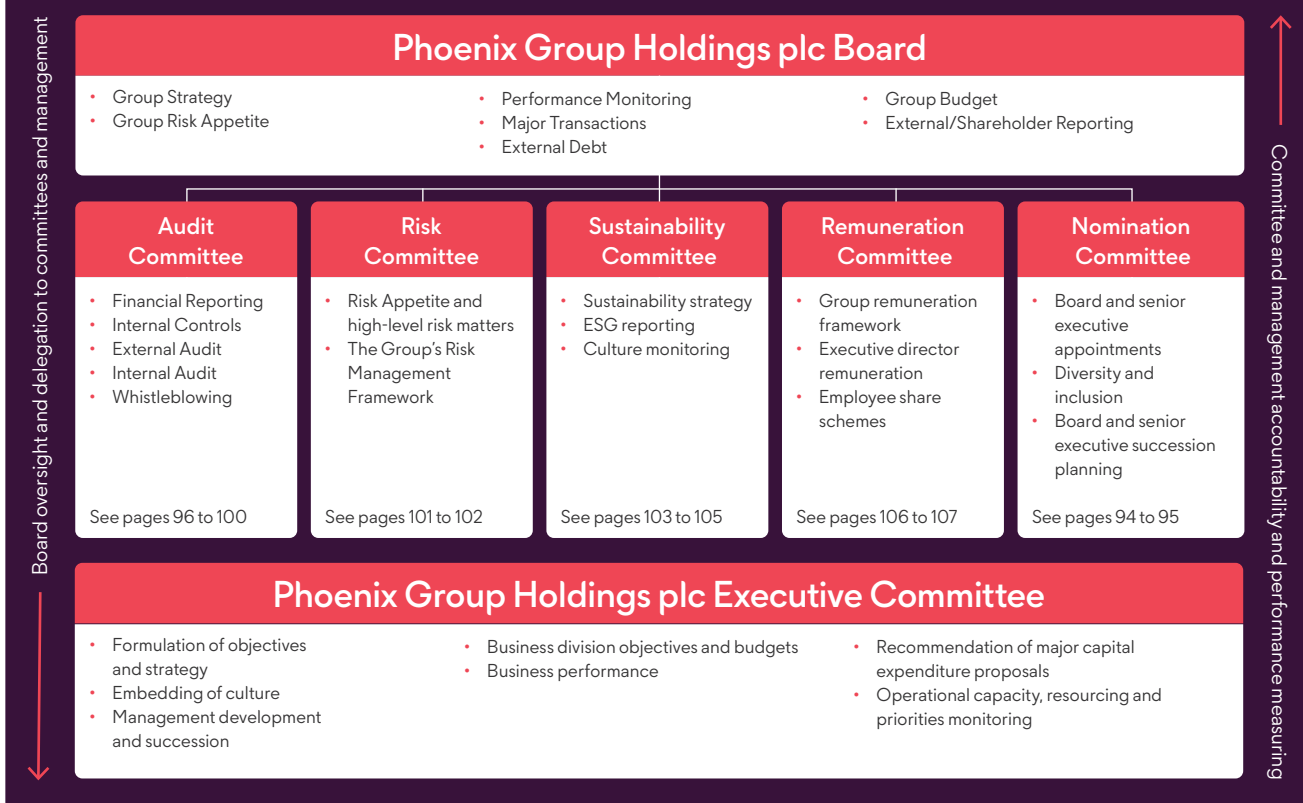 Board oversight and delegation to committees and management
Phoenix Group Holdings plc Board
• Group Strategy
• Group Risk Appetite
• Performance Monitoring
• Major Transactions
• External Debt
• Group Budget
• External/Shareholder Reporting
Audit
Committee
• Financial Reporting
• Internal Controls
• External Audit
• Internal Audit
• Whistleblowing
See pages 96 to 100
Risk
Committee
• Risk Appetite and
high-level risk matters
• The Group's Risk
Management
Framework
See pages 101 to 102
Sustainability
Committee
• Sustainability strategy
• ESG reporting
• Culture monitoring
See pages 103 to 105
Remuneration
Committee
• Group remuneration
framework
• Executive director
remuneration
• Employee share
schemes
See pages 106 to 107
Nomination
Committee
• Board and senior
executive
appointments
• Diversity and
inclusion
• Board and senior
executive succession
planning
See pages 94 to 95
Phoenix Group Holdings plc Executive Committee
• Formulation of objectives
and strategy
• Embedding of culture
• Management development
and succession
• Business division objectives and budgets
• Business performance
• Recommendation of major capital
expenditure proposals
• Operational capacity, resourcing and
priorities monitoring
Committee and management accountability and performance measuring